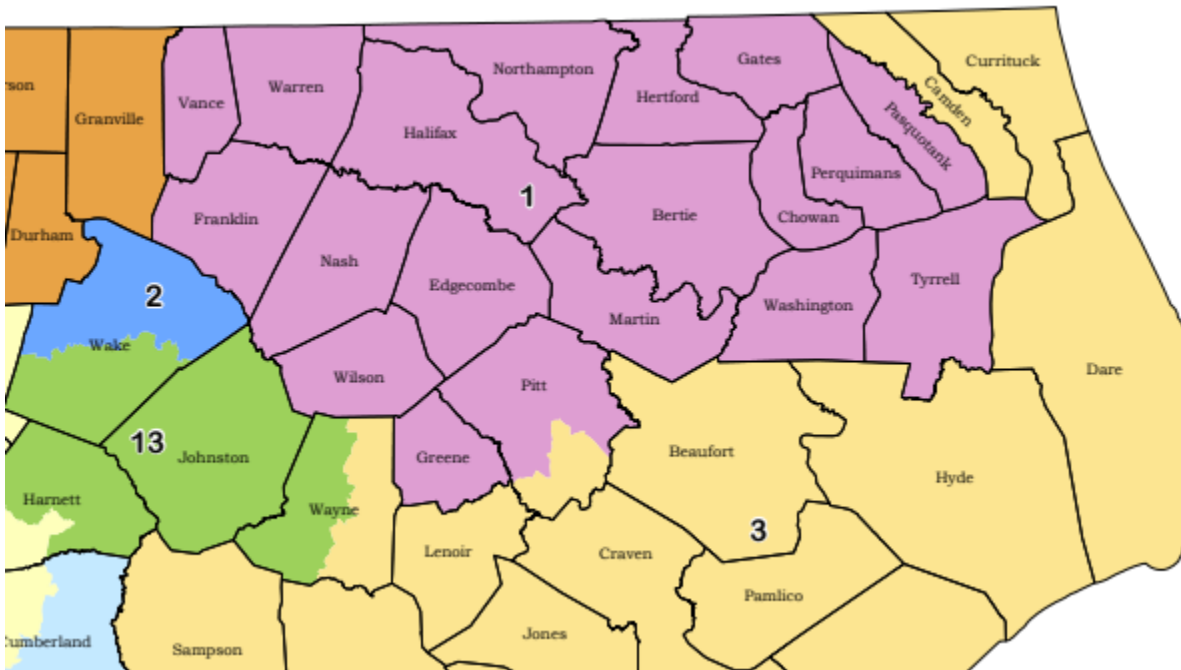 Currituck
Northampton
Gates
Camden
rson
Warren
Hertford
Vance
Granville
Pasquotank
Halifax
Perquimans
1
Bertie
Chowan
Franklin
Durham
Nash
Edgecombe
Tyrrell
2
Washington
Martin
Wake
Dare
Wilson
Pitt
13
Johnston
Greene
Beaufort
Hyde
Harnett
Wayne
3
Lenoir
Craven
Pamlico
Jones
Cumberland
Sampson